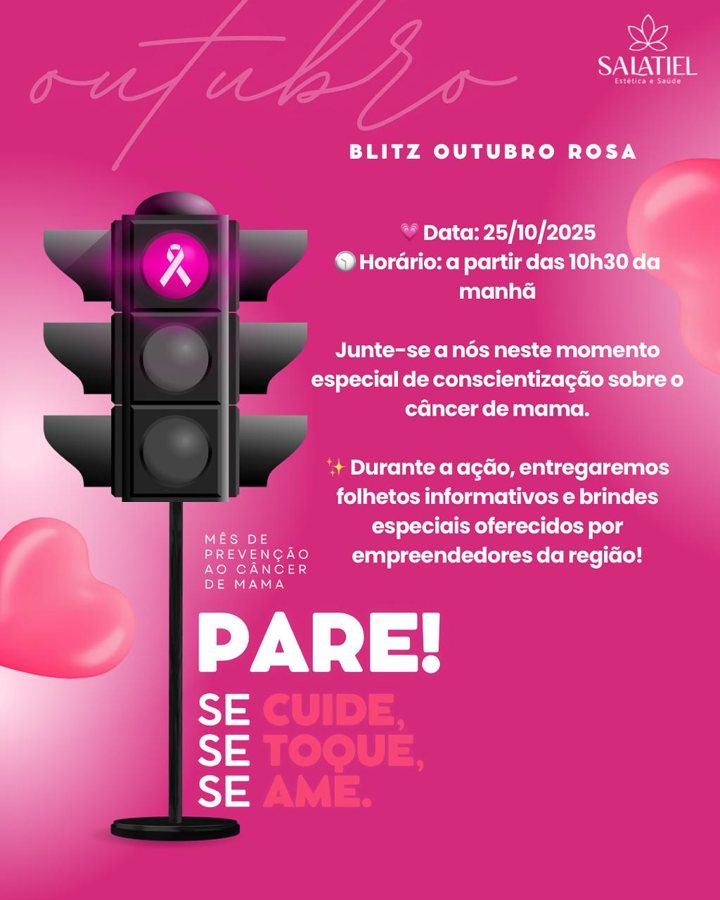 outubro
SALATIEL
Estética e Saúde
BLITZ OUTUBRO ROSA
💗 Data: 25/10/2025
🕥 Horário: a partir das 10h30 da
manhã
Junte-se a nós neste momento
especial de conscientização sobre o
câncer de mama.
✨ Durante a ação, entregaremos
folhetos informativos e brindes
especiais oferecidos por
empreendedores da região!
MÊS DE
PREVENÇÃO
AO CÂNCER
DE MAMA
PARE!
SE CUIDE,
SE TOQUE,
SE AME.